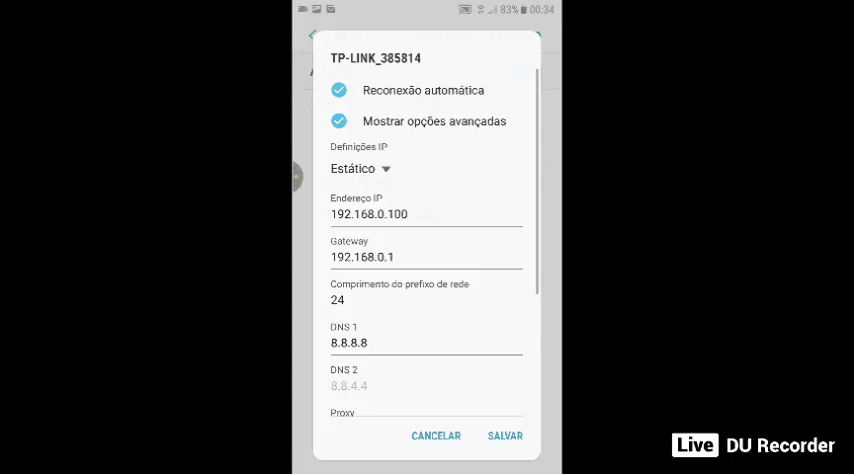 83% 00:34
TP-LINK_385814
Reconexão automática
Mostrar opções avançadas
Definições IP
Estático
Endereço IP
192.168.0.100
Gateway
192.168.0.1
Comprimento do prefixo de rede
24
DNS 1
8.8.8.8
DNS 2
8.8.4.4
Proxy
CANCELAR SALVAR
Live DU Recorder